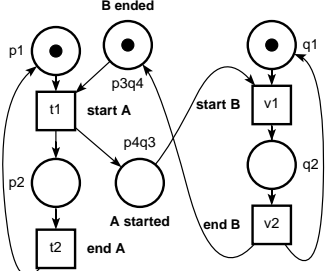 B ended
p1
q1
p3q4
t1
start A
start B
v1
p4q3
p2
q2
A started
end B
v2
t2
end A